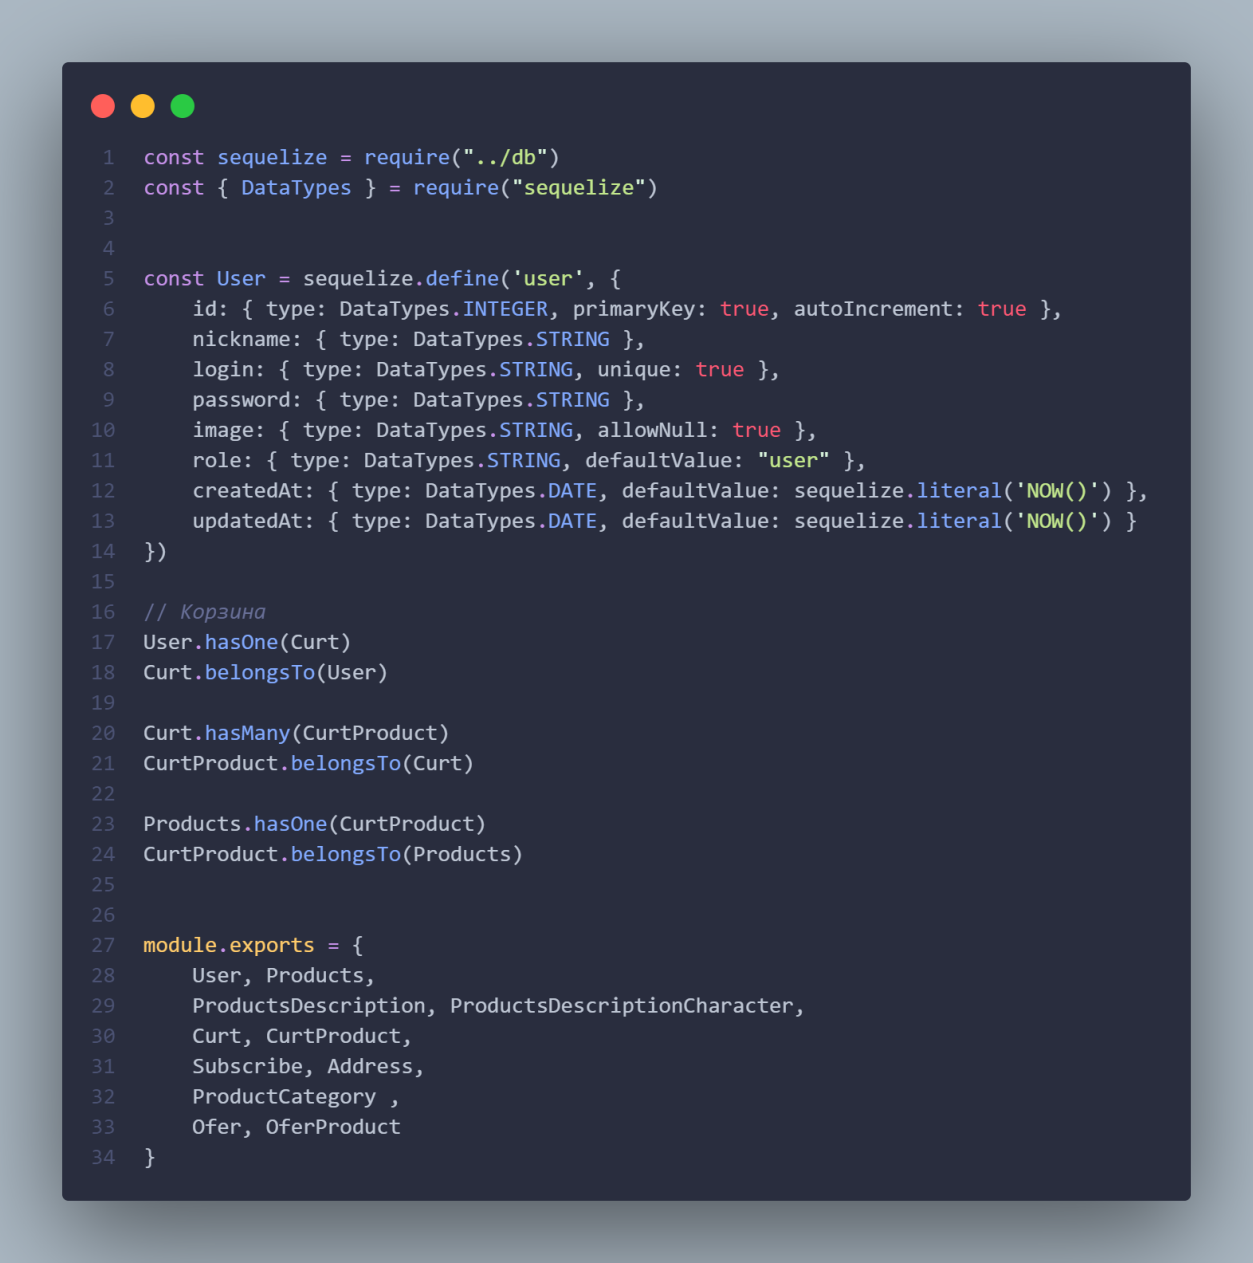 1 const sequelize = require("../db")
2 const { DataTypes } = require("sequelize")
3
4
5 const User = sequelize.define('user', {
6     id: { type: DataTypes.INTEGER, primaryKey: true, autoIncrement: true },
7     nickname: { type: DataTypes.STRING },
8     login: { type: DataTypes.STRING, unique: true },
9     password: { type: DataTypes.STRING },
10     image: { type: DataTypes.STRING, allowNull: true },
11     role: { type: DataTypes.STRING, defaultValue: "user" },
12     createdAt: { type: DataTypes.DATE, defaultValue: sequelize.literal('NOW()') },
13     updatedAt: { type: DataTypes.DATE, defaultValue: sequelize.literal('NOW()') }
14 })
15
16 // Корзина
17 User.hasOne(Curt)
18 Curt.belongsTo(User)
19
20 Curt.hasMany(CurtProduct)
21 CurtProduct.belongsTo(Curt)
22
23 Products.hasOne(CurtProduct)
24 CurtProduct.belongsTo(Products)
25
26
27 module.exports = {
28     User, Products,
29     ProductsDescription, ProductsDescriptionCharacter,
30     Curt, CurtProduct,
31     Subscribe, Address,
32     ProductCategory ,
33     Ofer, OferProduct
34 }